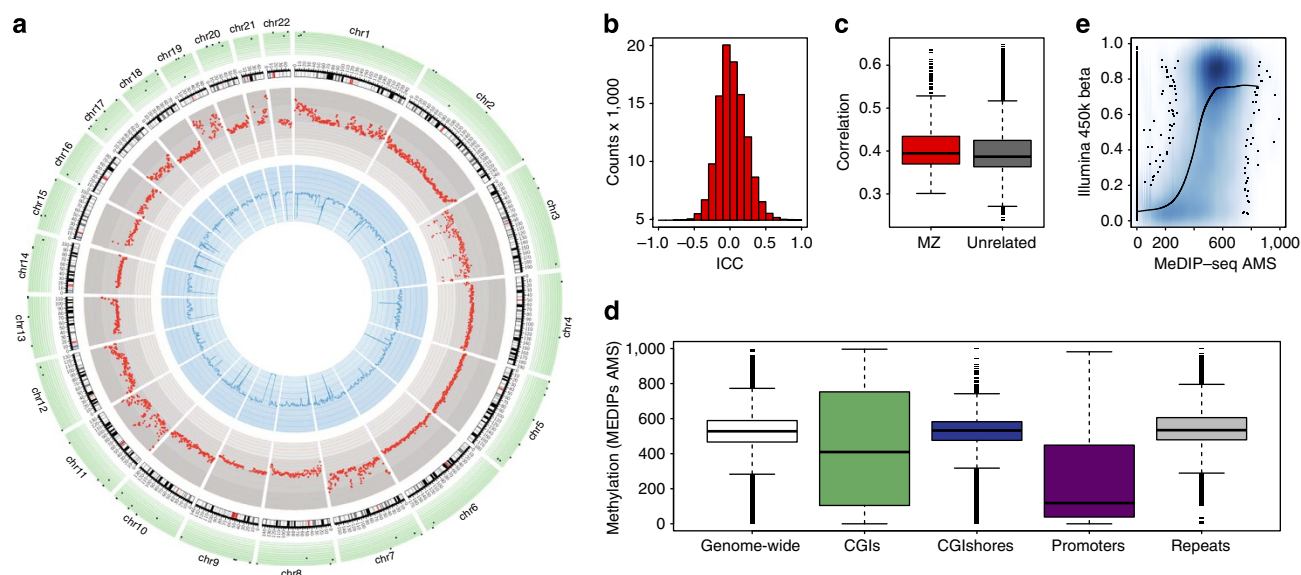 a
chr1
chr2
chr3
chr4
chr5
chr6
chr7
chr8
chr9
chr10
chr11
chr12
chr13
chr14
chr15
chr16
chr17
chr18
chr19
chr20
chr21
chr22
b
Counts x 1,000
20
15
10
5
−1.0 −0.5 0.0 0.5 1.0
ICC
c
Correlation
0.6
0.5
0.4
0.3
MZ Unrelated
e
Illumina 450k beta
1.0
0.8
0.6
0.4
0.2
0.0
0 200 600 1,000
MeDIP–seq AMS
d
Methylation (MEDIPs AMS)
1,000
800
600
400
200
0
Genome-wide CGIs CGIshores Promoters Repeats